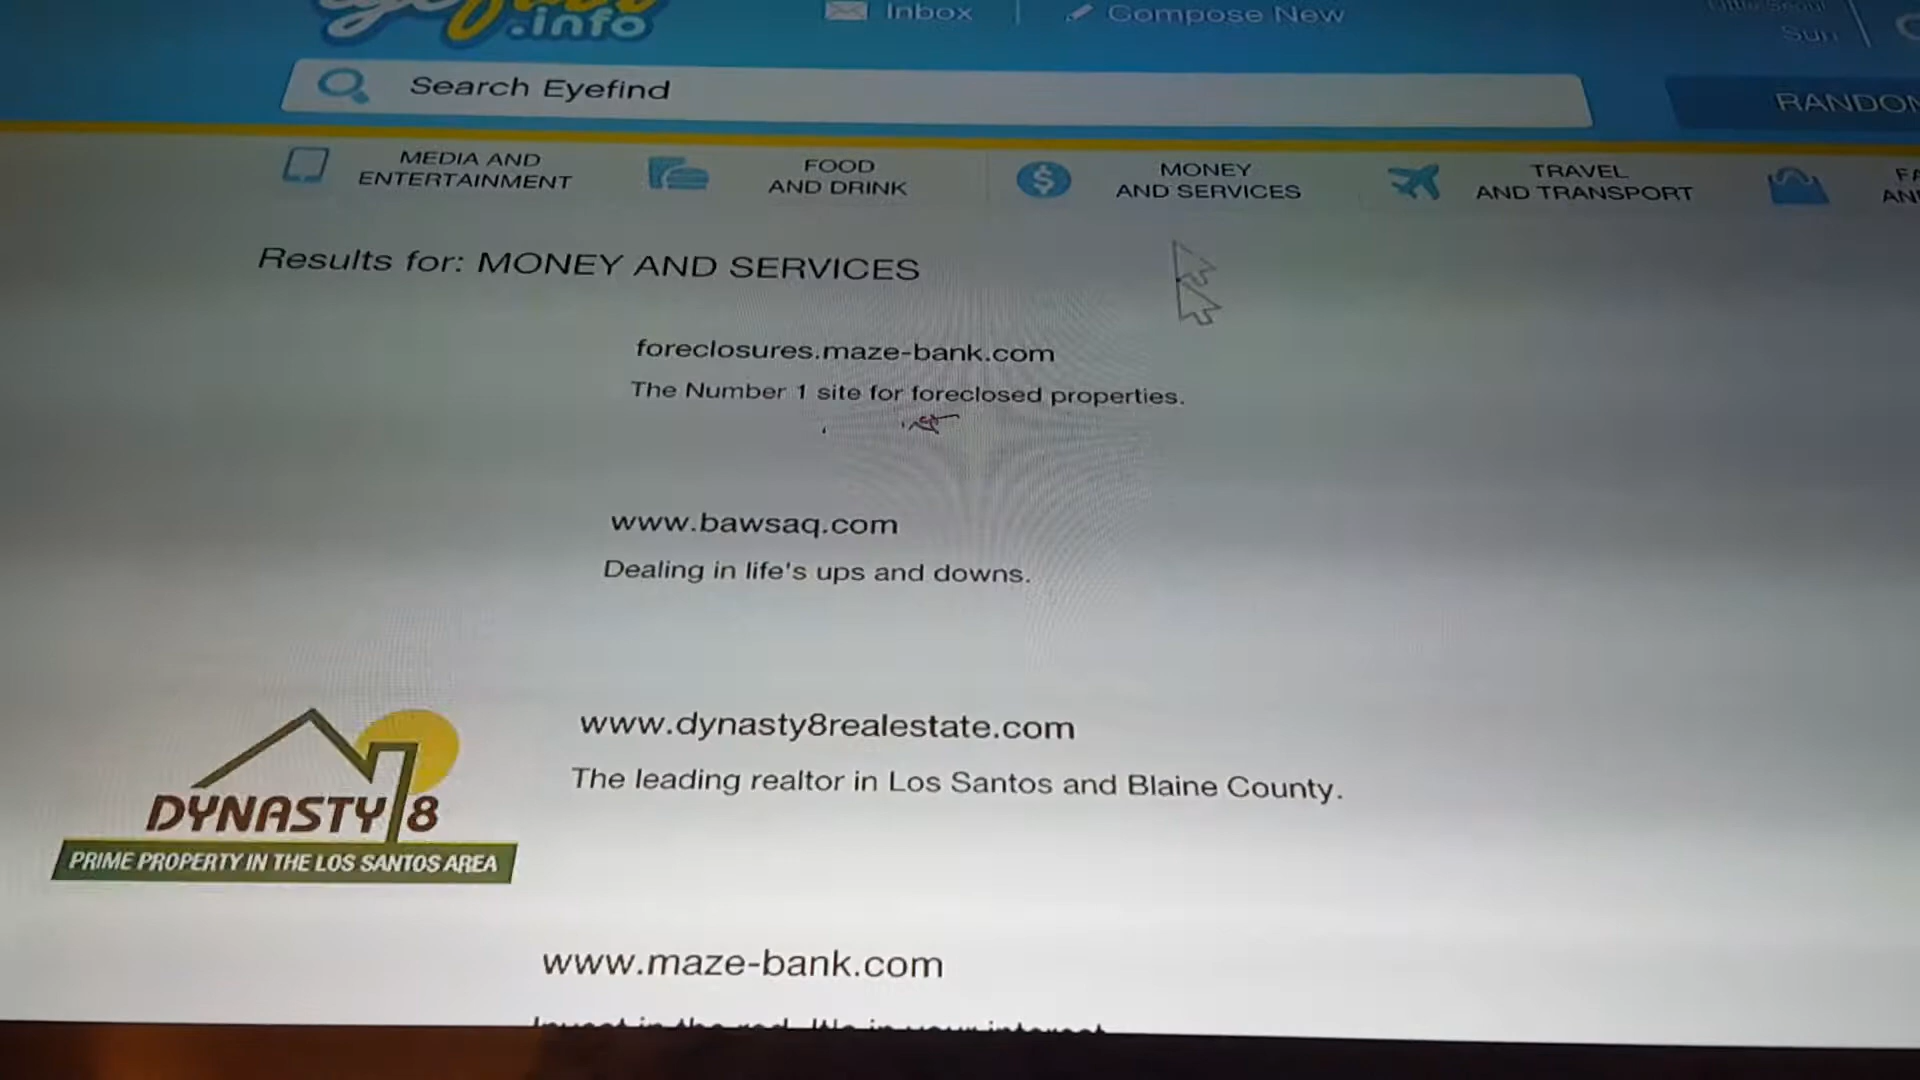 .info
Inbox
Compose New
Sun
Search Eyefind
MEDIA AND
ENTERTAINMENT
FOOD
AND DRINK
MONEY
AND SERVICES
TRAVEL
AND TRANSPORT
Results for: MONEY AND SERVICES
foreclosures.maze-bank.com
The Number 1 site for foreclosed properties.
www.bawsaq.com
Dealing in life's ups and downs.
DYNASTY 8
PRIME PROPERTY IN THE LOS SANTOS AREA
www.dynasty8realestate.com
The leading realtor in Los Santos and Blaine County.
www.maze-bank.com